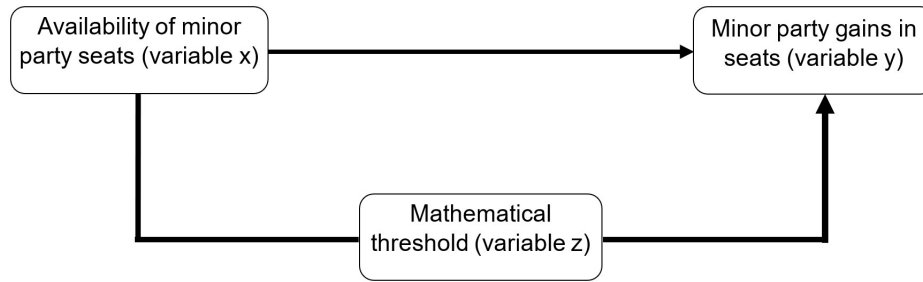 Availability of minor
party seats (variable x)
Minor party gains in
seats (variable y)
Mathematical
threshold (variable z)